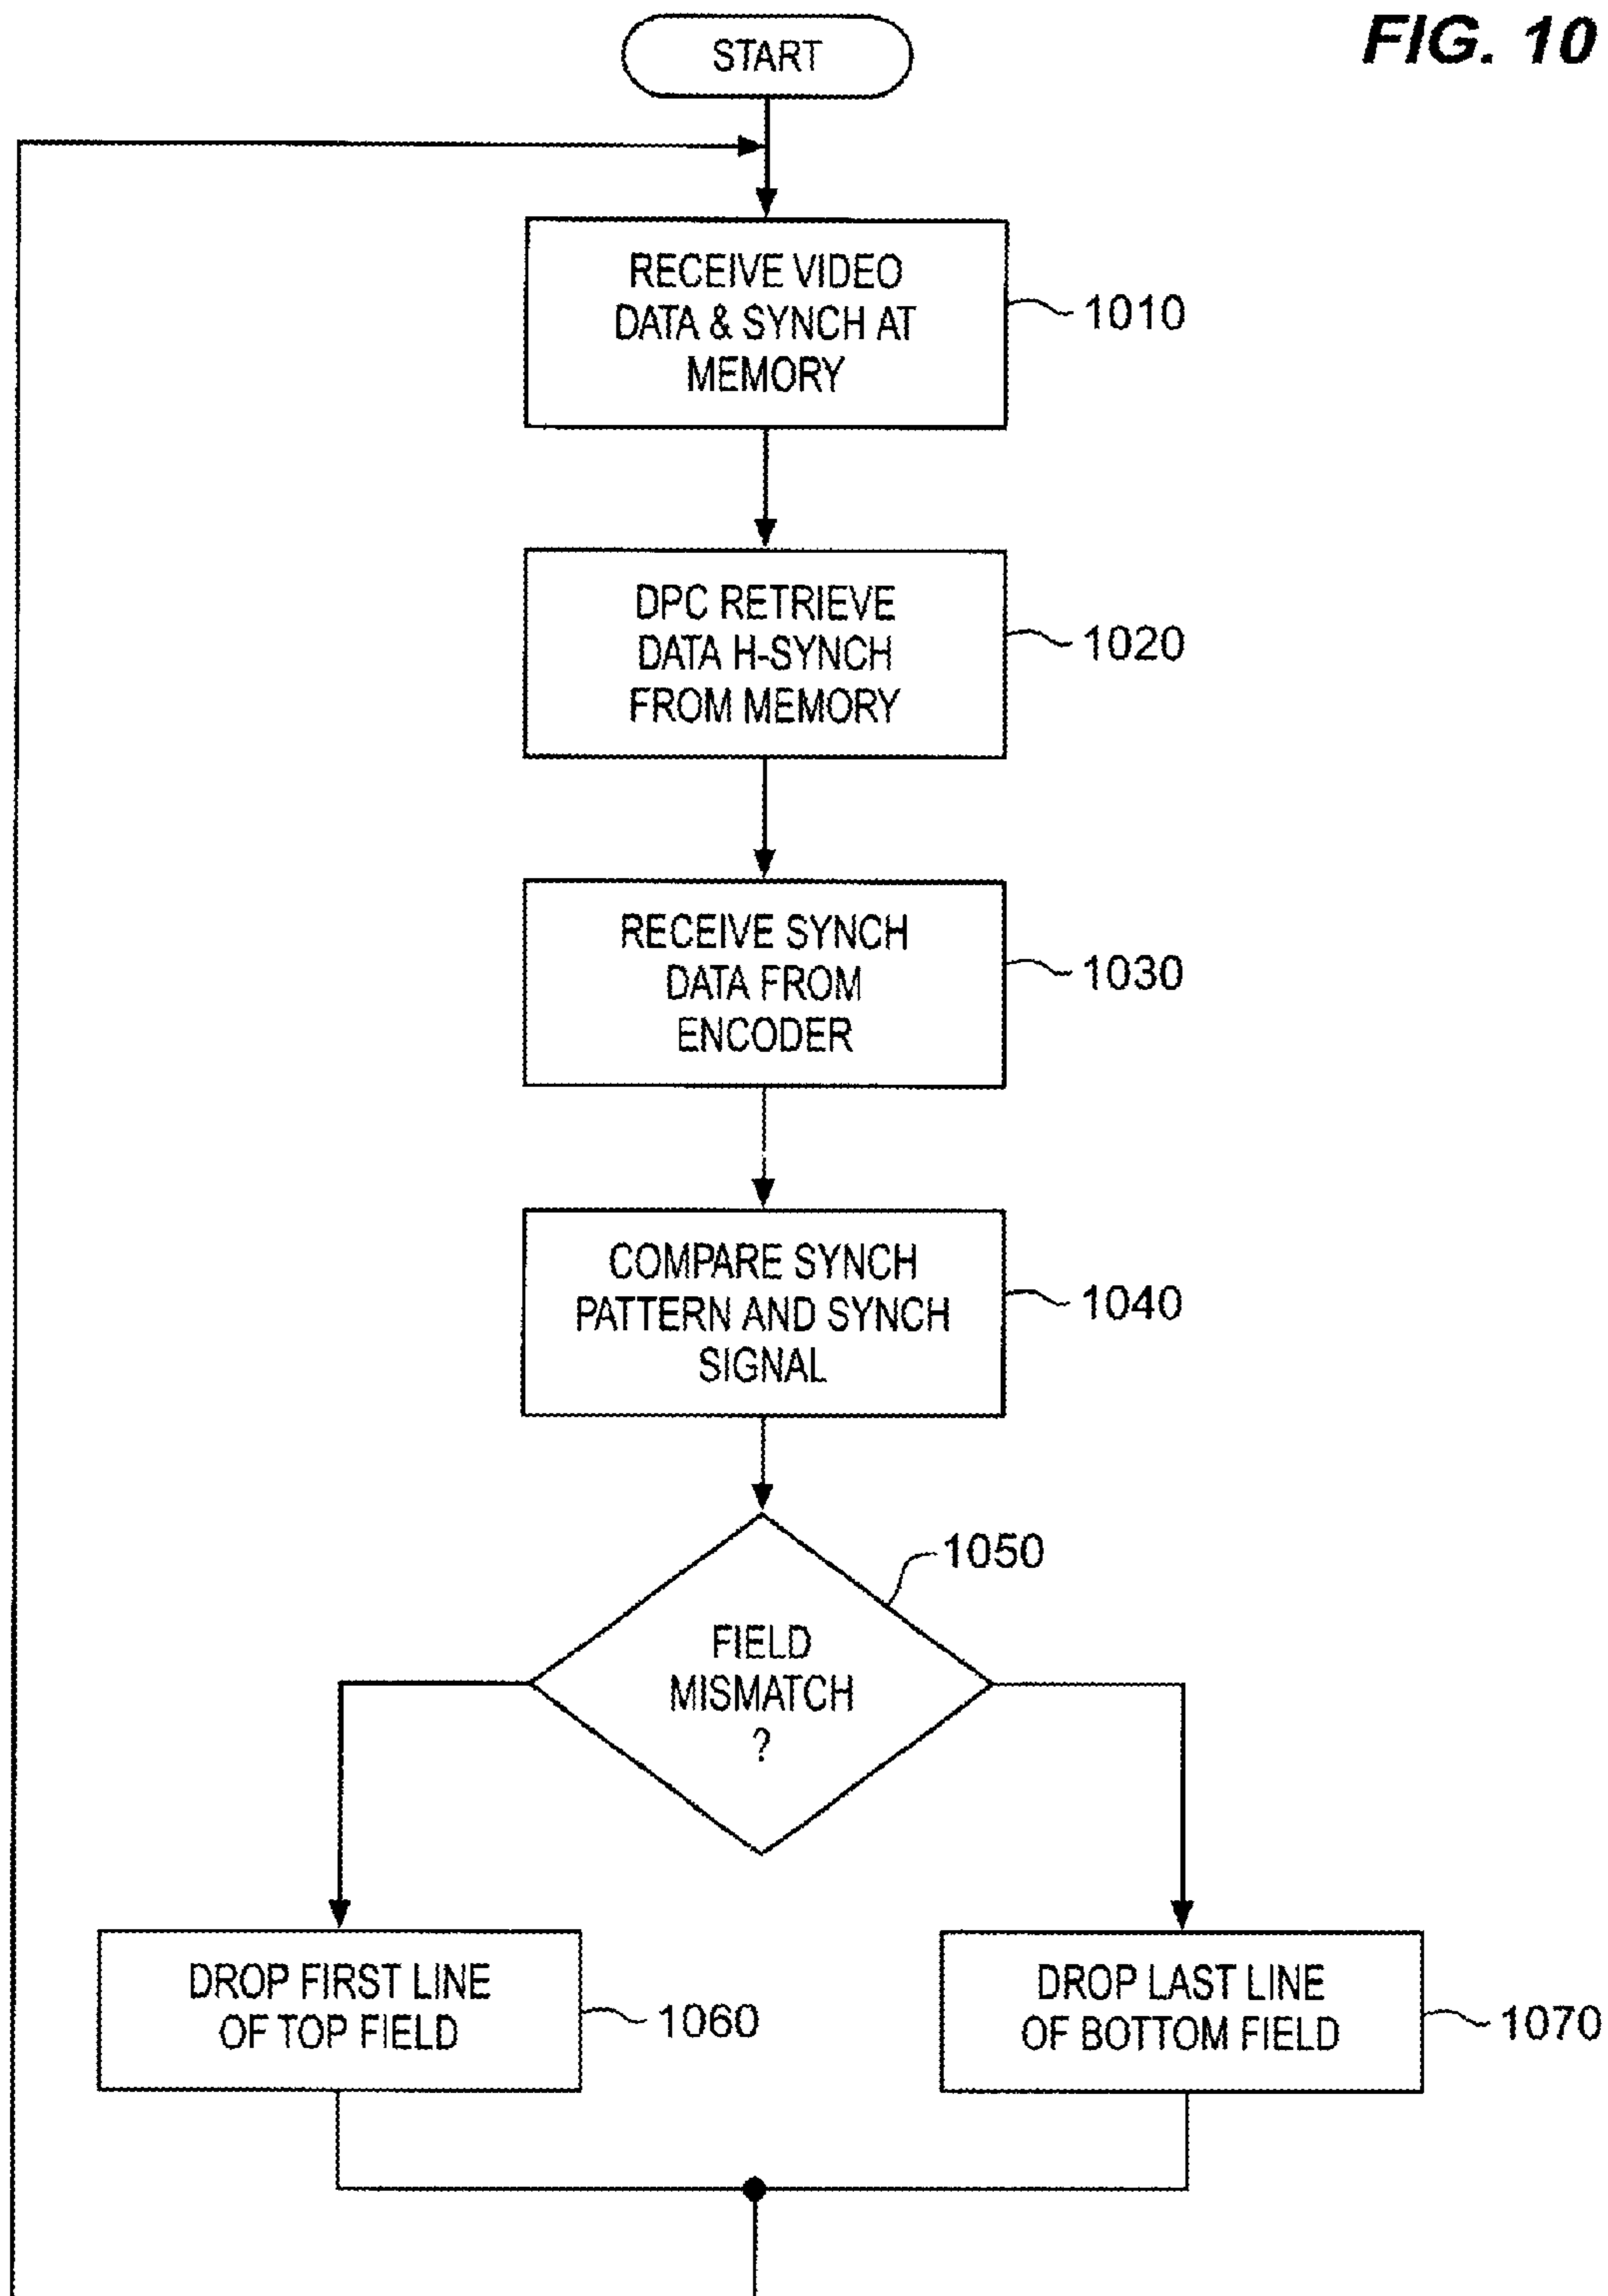 FIG. 10
START
RECEIVE VIDEO
DATA & SYNCH AT
MEMORY
1010
DPC RETRIEVE
DATA H-SYNCH
FROM MEMORY
1020
RECEIVE SYNCH
DATA FROM
ENCODER
1030
COMPARE SYNCH
PATTERN AND SYNCH
SIGNAL
1040
1050
FIELD
MISMATCH
?
DROP FIRST LINE
OF TOP FIELD
1060
DROP LAST LINE
OF BOTTOM FIELD
1070